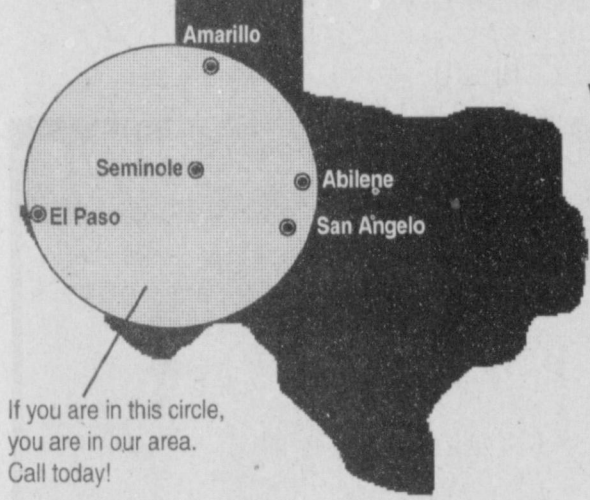 Amarillo
Seminole
Abilene
El Paso
San Angelo
If you are in this circle,
you are in our area.
Call today!